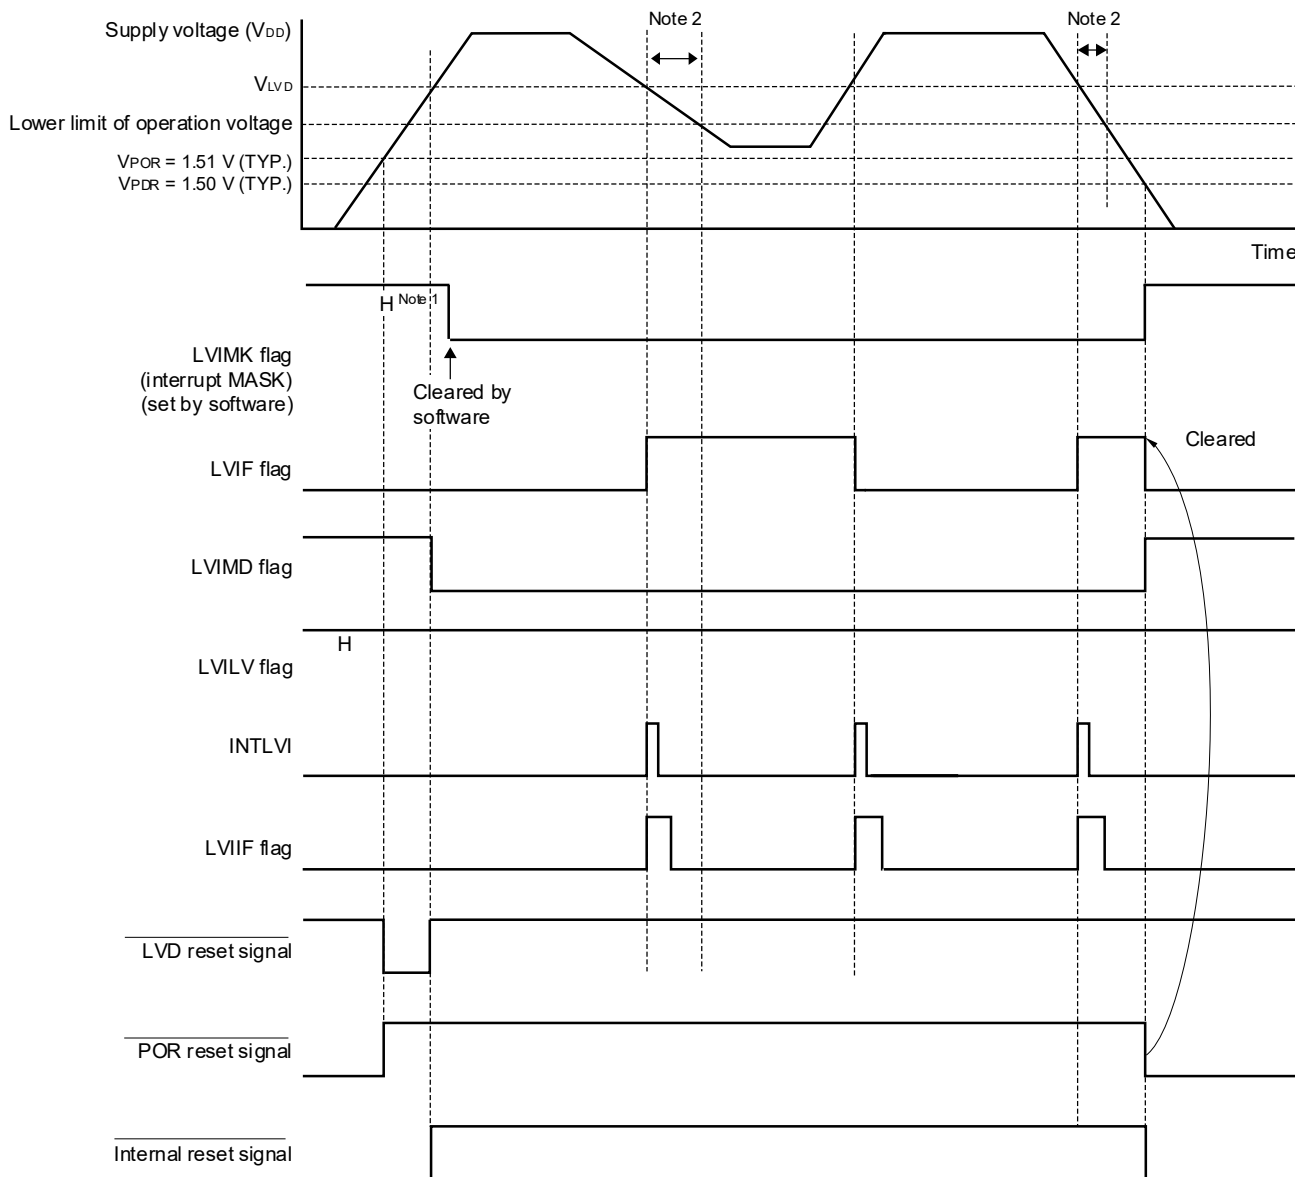 Note 2
Note 2
Supply voltage (VDD)
VLVD
Lower limit of operation voltage
VPOR = 1.51 V (TYP.)
VPDR = 1.50 V (TYP.)
Time
H Note 1
LVIMK flag
(interrupt MASK)
(set by software)
Cleared by
software
Cleared
LVIF flag
LVIMD flag
H
LVILV flag
INTLVI
LVIIF flag
LVD reset signal
POR reset signal
Internal reset signal